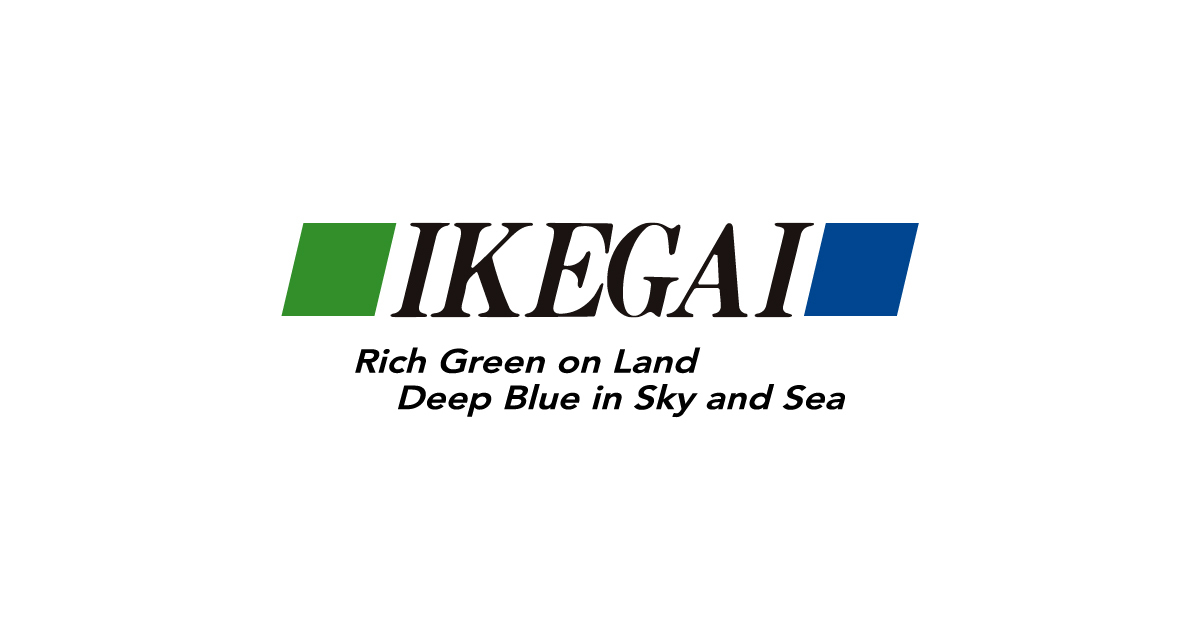 IKEGAI
Rich Green on Land
Deep Blue in Sky and Sea